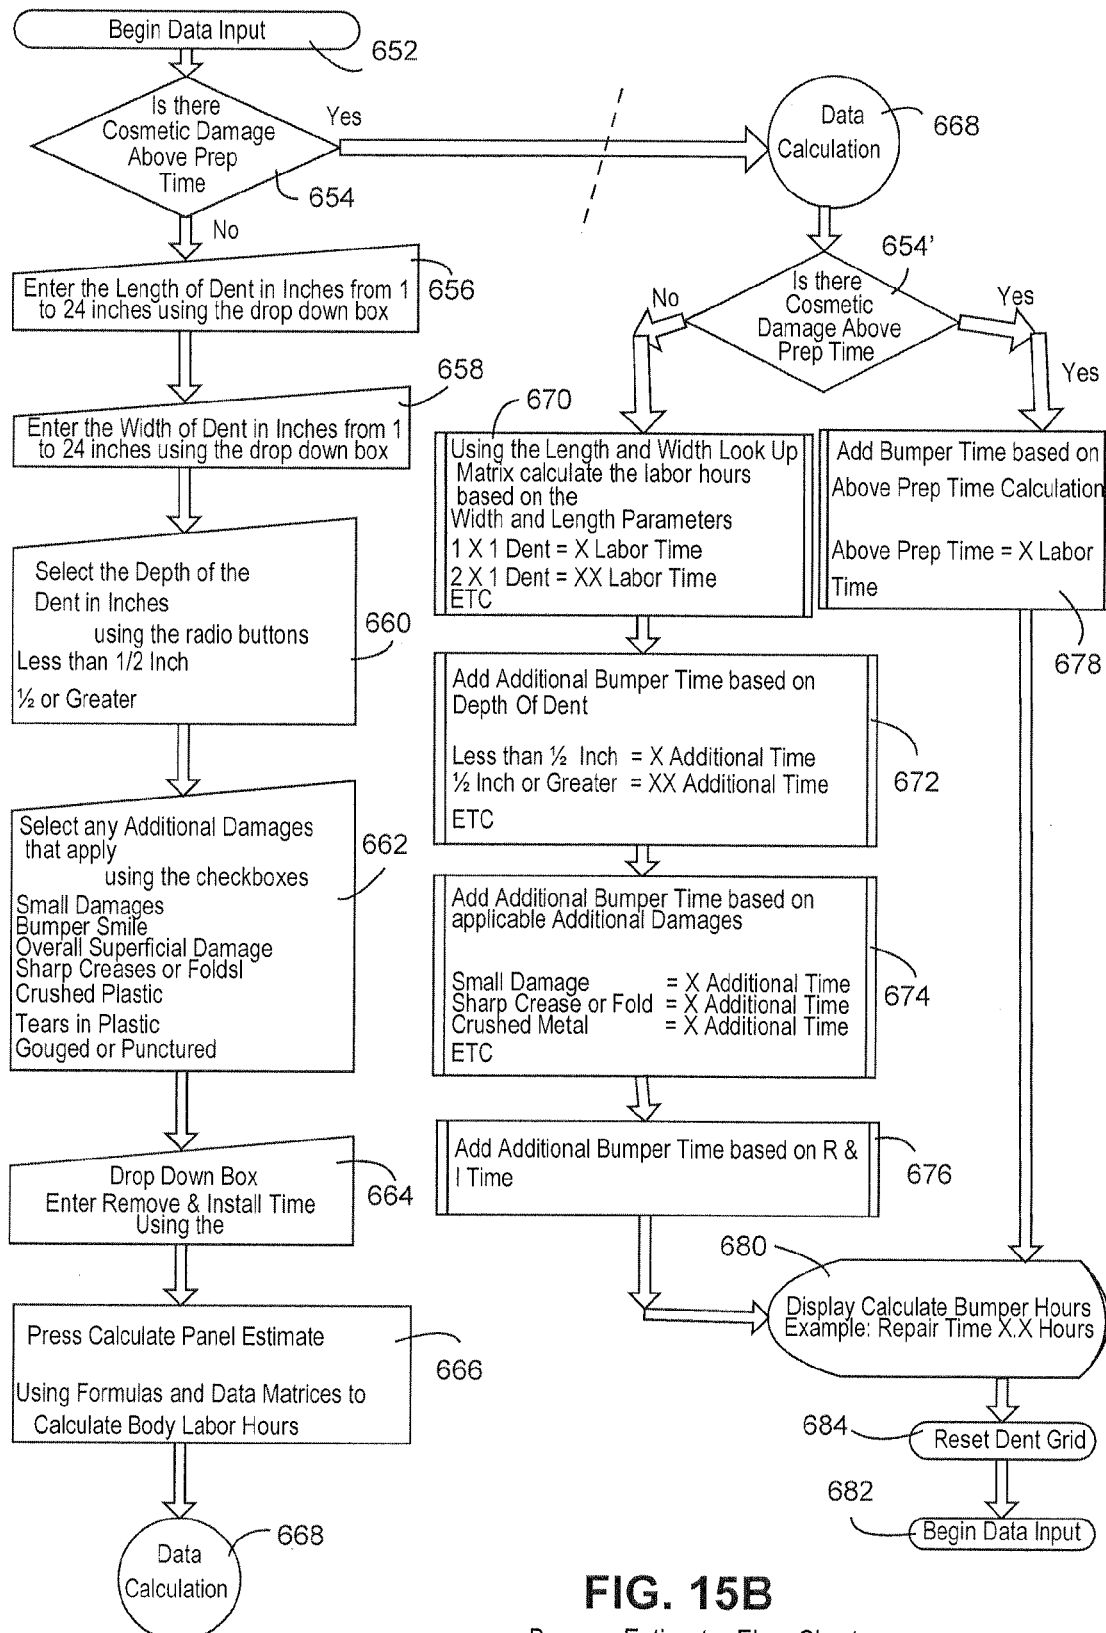 Begin Data Input
652
Is there
Cosmetic Damage
Above Prep
Time
Yes
654
No
Enter the Length of Dent in Inches from 1
to 24 inches using the drop down box
656
658
Enter the Width of Dent in Inches from 1
to 24 inches using the drop down box
Select the Depth of the
Dent in Inches
using the radio buttons
Less than 1/2 Inch
½ or Greater
660
Select any Additional Damages
that apply
using the checkboxes
Small Damages
Bumper Smile
Overall Superficial Damage
Sharp Creases or Foldsl
Crushed Plastic
Tears in Plastic
Gouged or Punctured
662
Drop Down Box
Enter Remove & Install Time
Using the
664
Press Calculate Panel Estimate
Using Formulas and Data Matrices to
Calculate Body Labor Hours
666
Data
Calculation
668
Data
Calculation
668
654'
Is there
Cosmetic
Damage Above
Prep Time
No
Yes
Yes
670
Using the Length and Width Look Up
Matrix calculate the labor hours
based on the
Width and Length Parameters
1 X 1 Dent = X Labor Time
2 X 1 Dent = XX Labor Time
ETC
Add Bumper Time based on
Above Prep Time Calculation
Above Prep Time = X Labor
Time
678
Add Additional Bumper Time based on
Depth Of Dent
Less than ½ Inch = X Additional Time
½ Inch or Greater = XX Additional Time
ETC
672
Add Additional Bumper Time based on
applicable Additional Damages
Small Damage = X Additional Time
Sharp Crease or Fold = X Additional Time
Crushed Metal = X Additional Time
ETC
674
Add Additional Bumper Time based on R &
I Time
676
680
Display Calculate Bumper Hours
Example: Repair Time X.X Hours
684
Reset Dent Grid
682
Begin Data Input
FIG. 15B